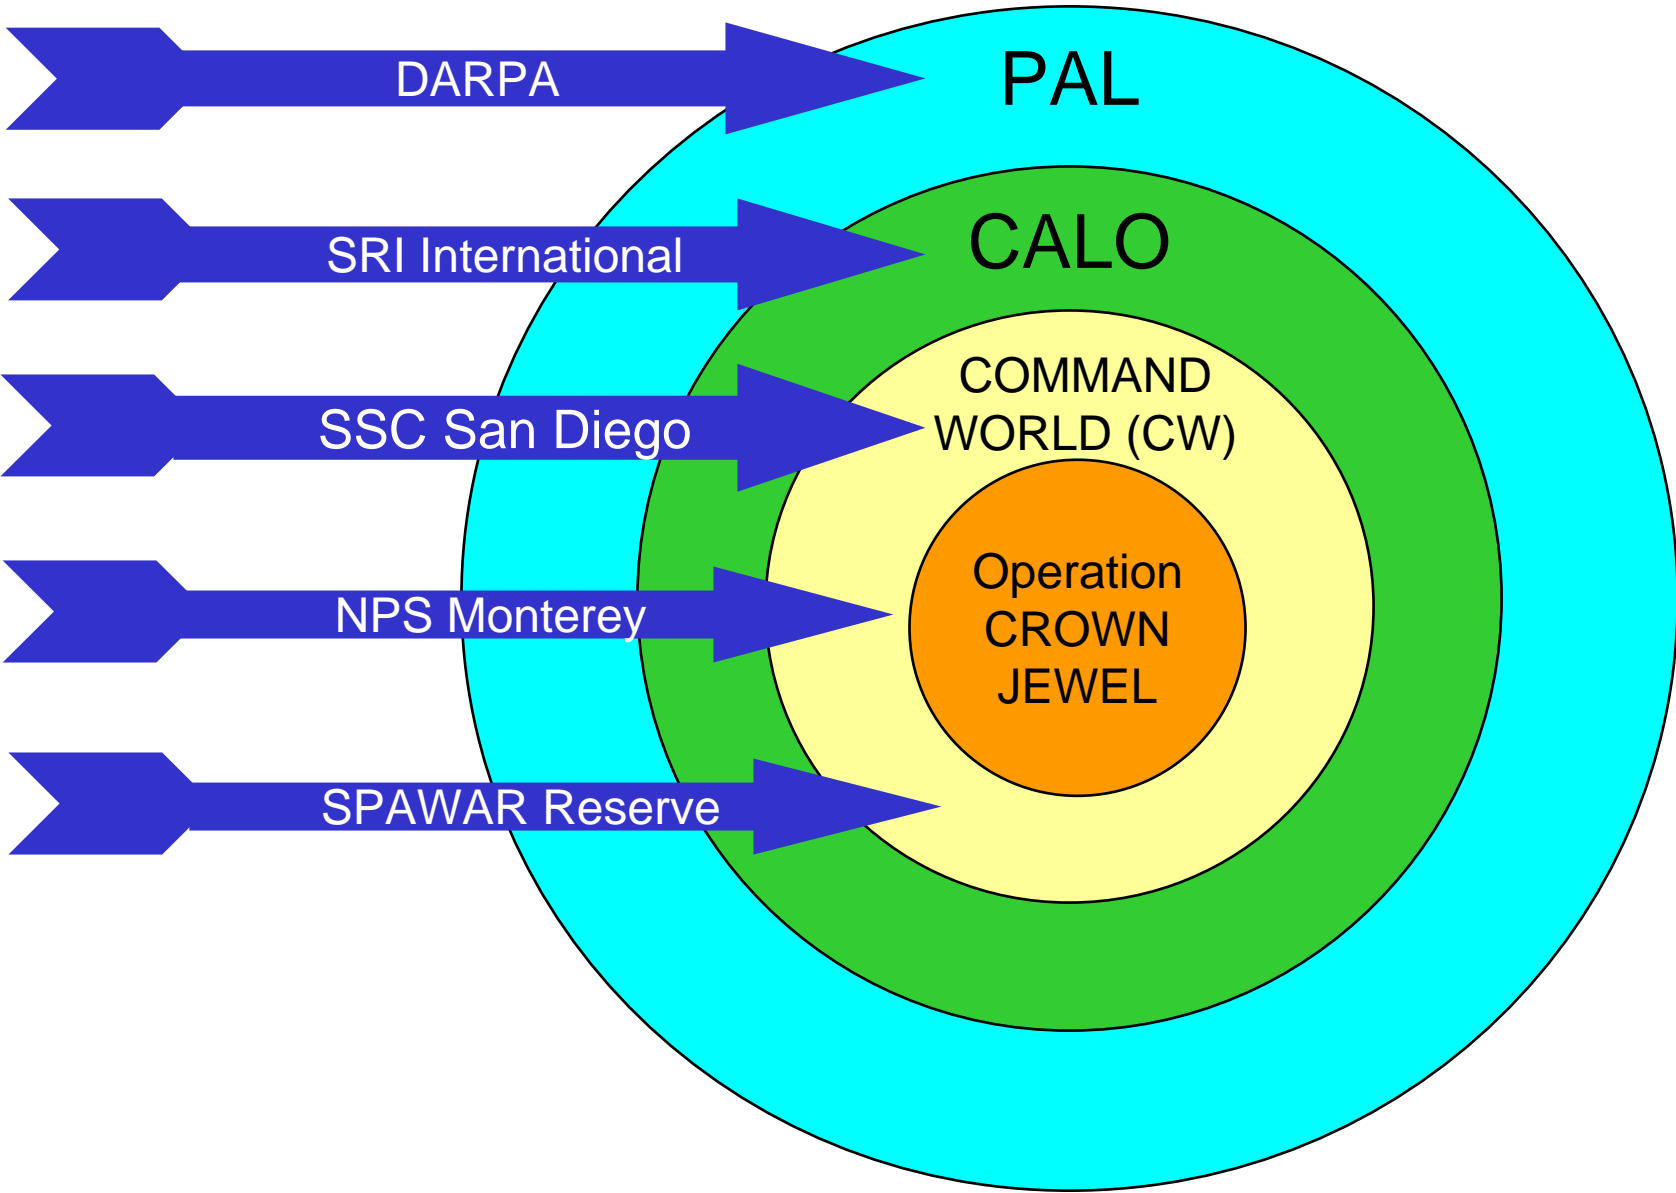 DARPA
PAL
SRI International
CALO
SSC San Diego
COMMAND
WORLD (CW)
NPS Monterey
Operation
CROWN
JEWEL
SPAWAR Reserve